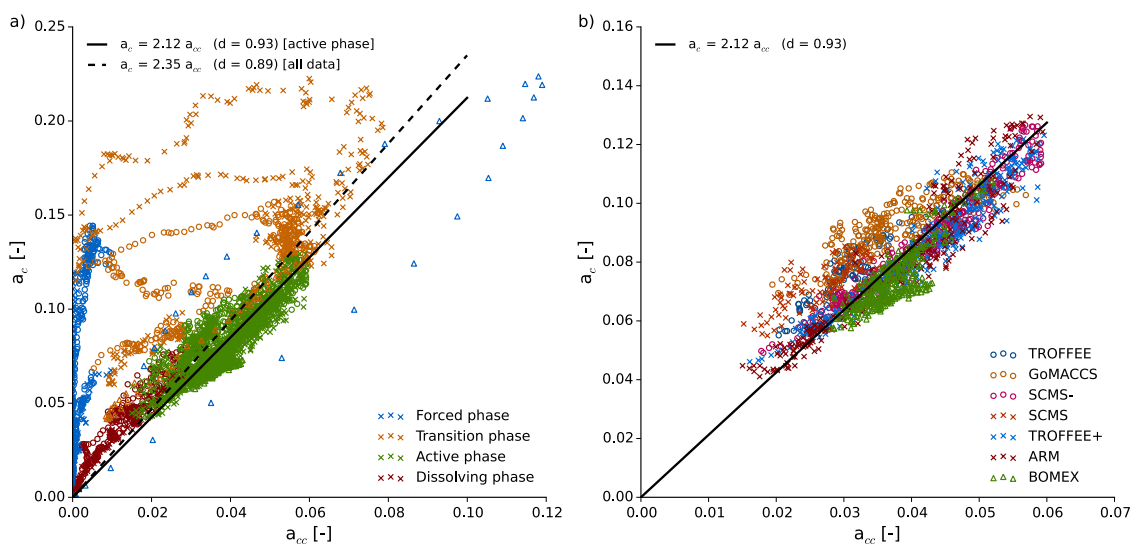 a)
a_c = 2.12 a_cc (d = 0.93) [active phase]
a_c = 2.35 a_cc (d = 0.89) [all data]
0.25
0.20
0.15
0.10
0.05
0.00
a_c [-]
Forced phase
Transition phase
Active phase
Dissolving phase
0.00 0.02 0.04 0.06 0.08 0.10 0.12
a_cc [-]
b)
a_c = 2.12 a_cc (d = 0.93)
0.16
0.14
0.12
0.10
0.08
0.06
0.04
0.02
0.00
a_c [-]
TROFFEE
GoMACCS
SCMS-
SCMS
TROFFEE+
ARM
BOMEX
0.00 0.01 0.02 0.03 0.04 0.05 0.06 0.07
a_cc [-]